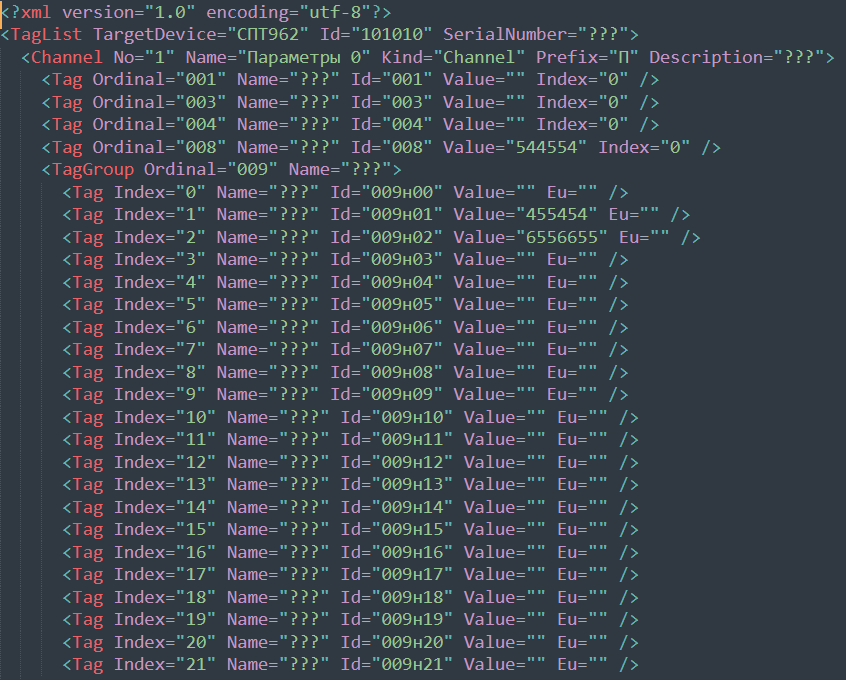 <?xml version="1.0" encoding="utf-8"?>
<TagList TargetDevice="СПТ962" Id="101010" SerialNumber="???">
<Channel No="1" Name="Параметры 0" Kind="Channel" Prefix="П" Description="???">
<Tag Ordinal="001" Name="???" Id="001" Value="" Index="0" />
<Tag Ordinal="003" Name="???" Id="003" Value="" Index="0" />
<Tag Ordinal="004" Name="???" Id="004" Value="" Index="0" />
<Tag Ordinal="008" Name="???" Id="008" Value="544554" Index="0" />
<TagGroup Ordinal="009" Name="???">
<Tag Index="0" Name="???" Id="009н00" Value="" Eu="" />
<Tag Index="1" Name="???" Id="009н01" Value="455454" Eu="" />
<Tag Index="2" Name="???" Id="009н02" Value="6556655" Eu="" />
<Tag Index="3" Name="???" Id="009н03" Value="" Eu="" />
<Tag Index="4" Name="???" Id="009н04" Value="" Eu="" />
<Tag Index="5" Name="???" Id="009н05" Value="" Eu="" />
<Tag Index="6" Name="???" Id="009н06" Value="" Eu="" />
<Tag Index="7" Name="???" Id="009н07" Value="" Eu="" />
<Tag Index="8" Name="???" Id="009н08" Value="" Eu="" />
<Tag Index="9" Name="???" Id="009н09" Value="" Eu="" />
<Tag Index="10" Name="???" Id="009н10" Value="" Eu="" />
<Tag Index="11" Name="???" Id="009н11" Value="" Eu="" />
<Tag Index="12" Name="???" Id="009н12" Value="" Eu="" />
<Tag Index="13" Name="???" Id="009н13" Value="" Eu="" />
<Tag Index="14" Name="???" Id="009н14" Value="" Eu="" />
<Tag Index="15" Name="???" Id="009н15" Value="" Eu="" />
<Tag Index="16" Name="???" Id="009н16" Value="" Eu="" />
<Tag Index="17" Name="???" Id="009н17" Value="" Eu="" />
<Tag Index="18" Name="???" Id="009н18" Value="" Eu="" />
<Tag Index="19" Name="???" Id="009н19" Value="" Eu="" />
<Tag Index="20" Name="???" Id="009н20" Value="" Eu="" />
<Tag Index="21" Name="???" Id="009н21" Value="" Eu="" />